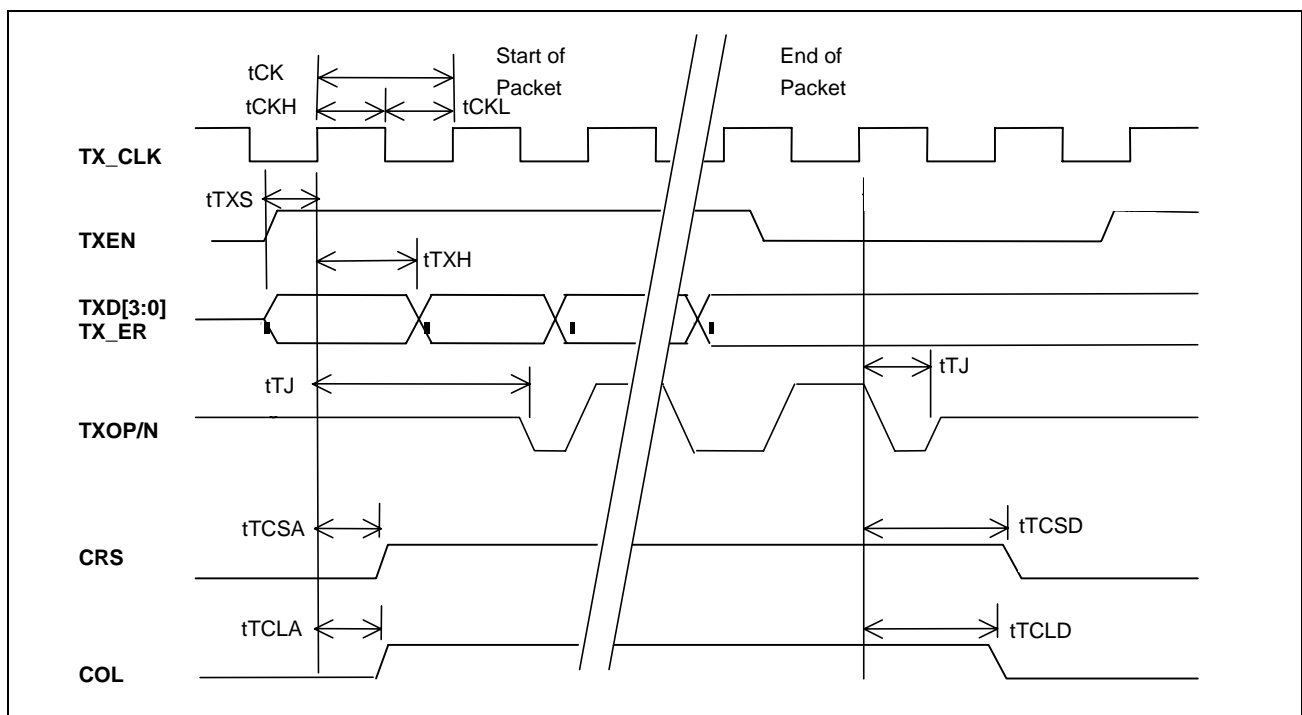 Start of
Packet
End of
Packet
tCK
tCKH
tCKL
TX_CLK
tTXS
TXEN
tTXH
TXD[3:0]
TX_ER
tTJ
tTJ
TXOP/N
tTCSA
tTCSD
CRS
tTCLA
tTCLD
COL